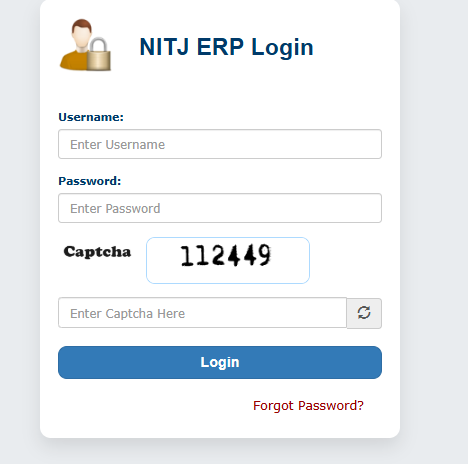 NITJ ERP Login
Username:
Enter Username
Password:
Enter Password
Captcha 112449
Enter Captcha Here
Login
Forgot Password?